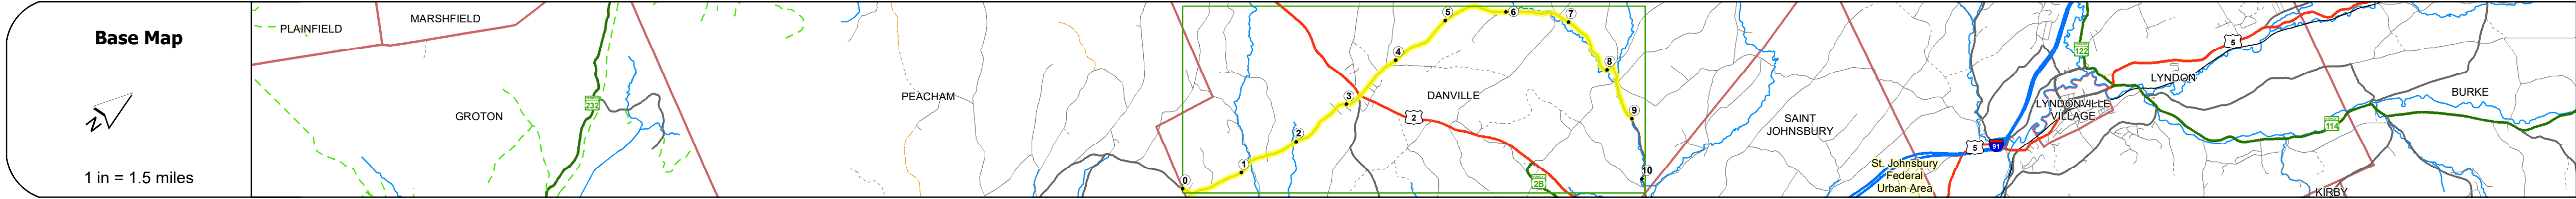 Base Map
N
1 in = 1.5 miles
PLAINFIELD
MARSHFIELD
GROTON
232
PEACHAM
0
1
2
3
4
5
6
7
8
9
10
2
DANVILLE
2B
SAINT
JOHNSBURY
St. Johnsbury
Federal
Urban Area
5
91
122
5
LYNDON
LYNDONVILLE
VILLAGE
114
BURKE
KIRBY